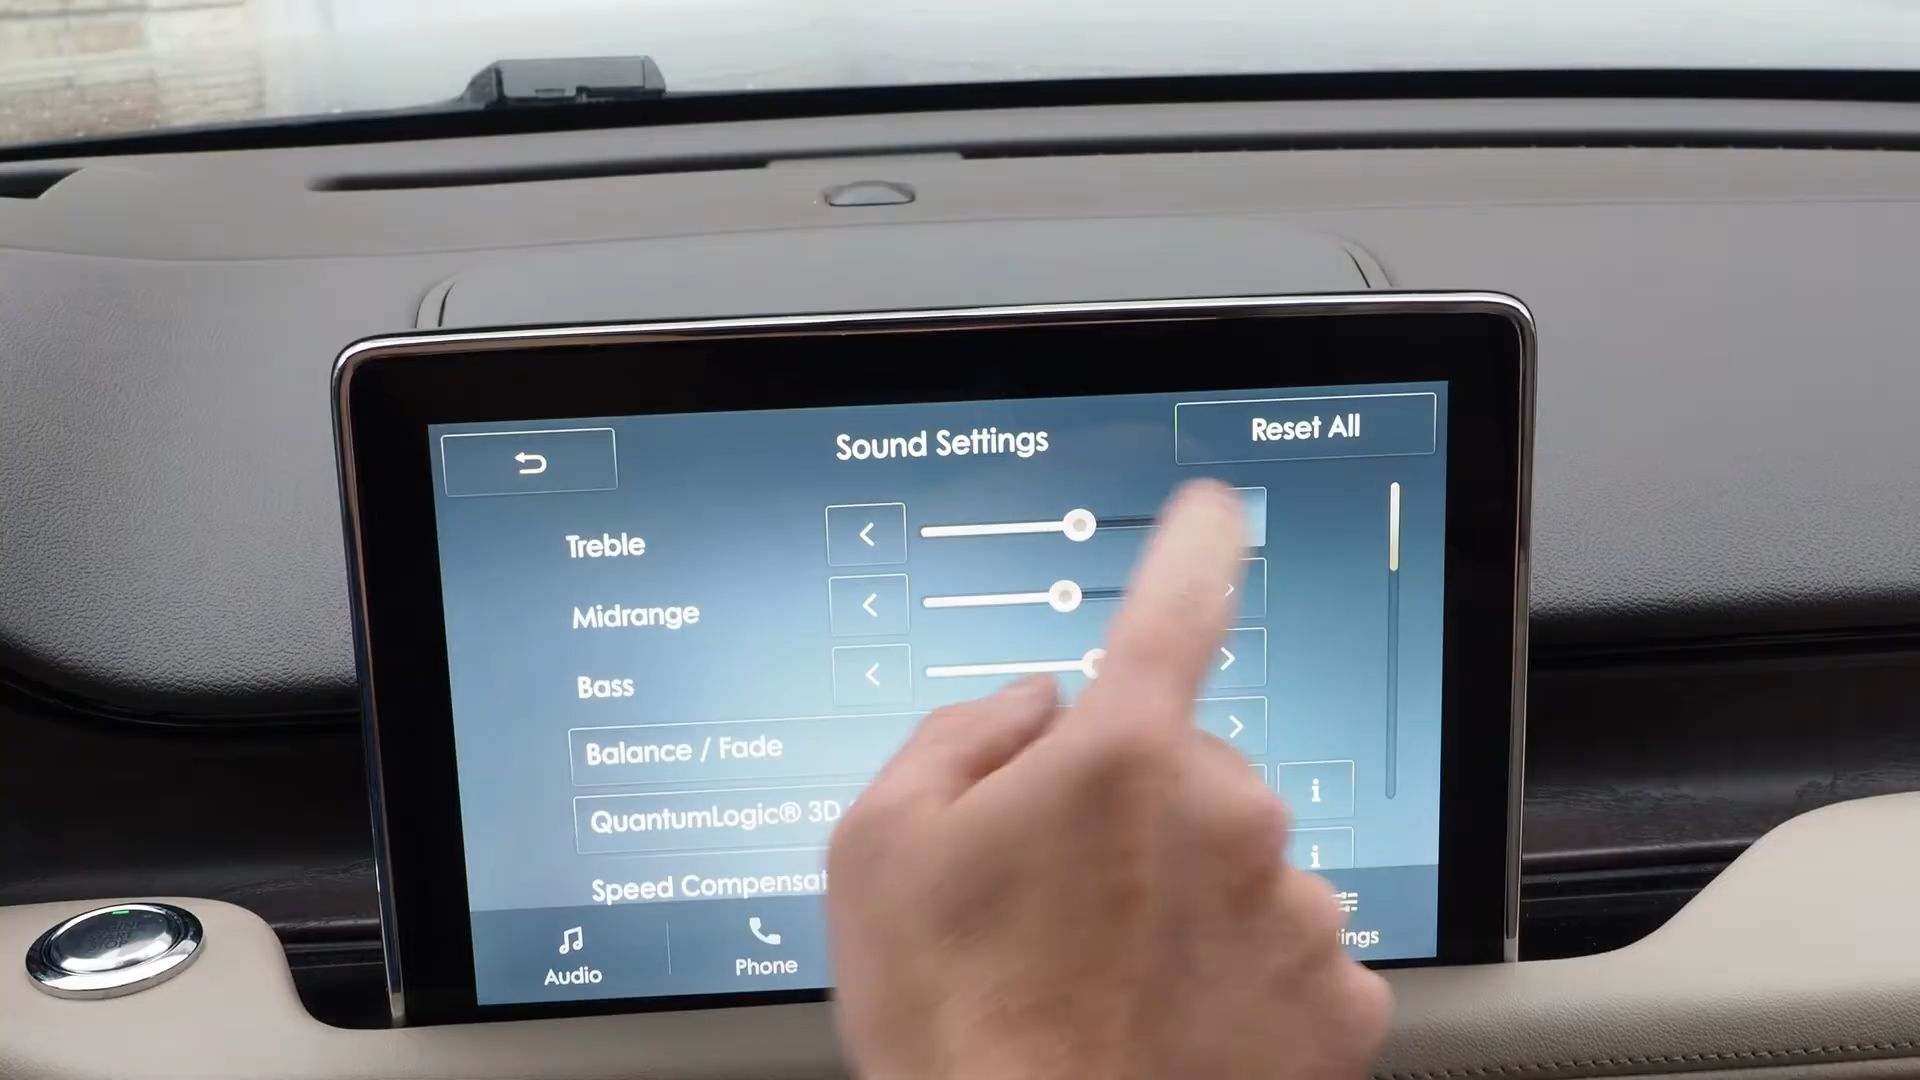 Sound Settings
Reset All
Treble
Midrange
Bass
Balance / Fade
QuantumLogic® 3D
Speed Compensat
Audio
Phone
tings